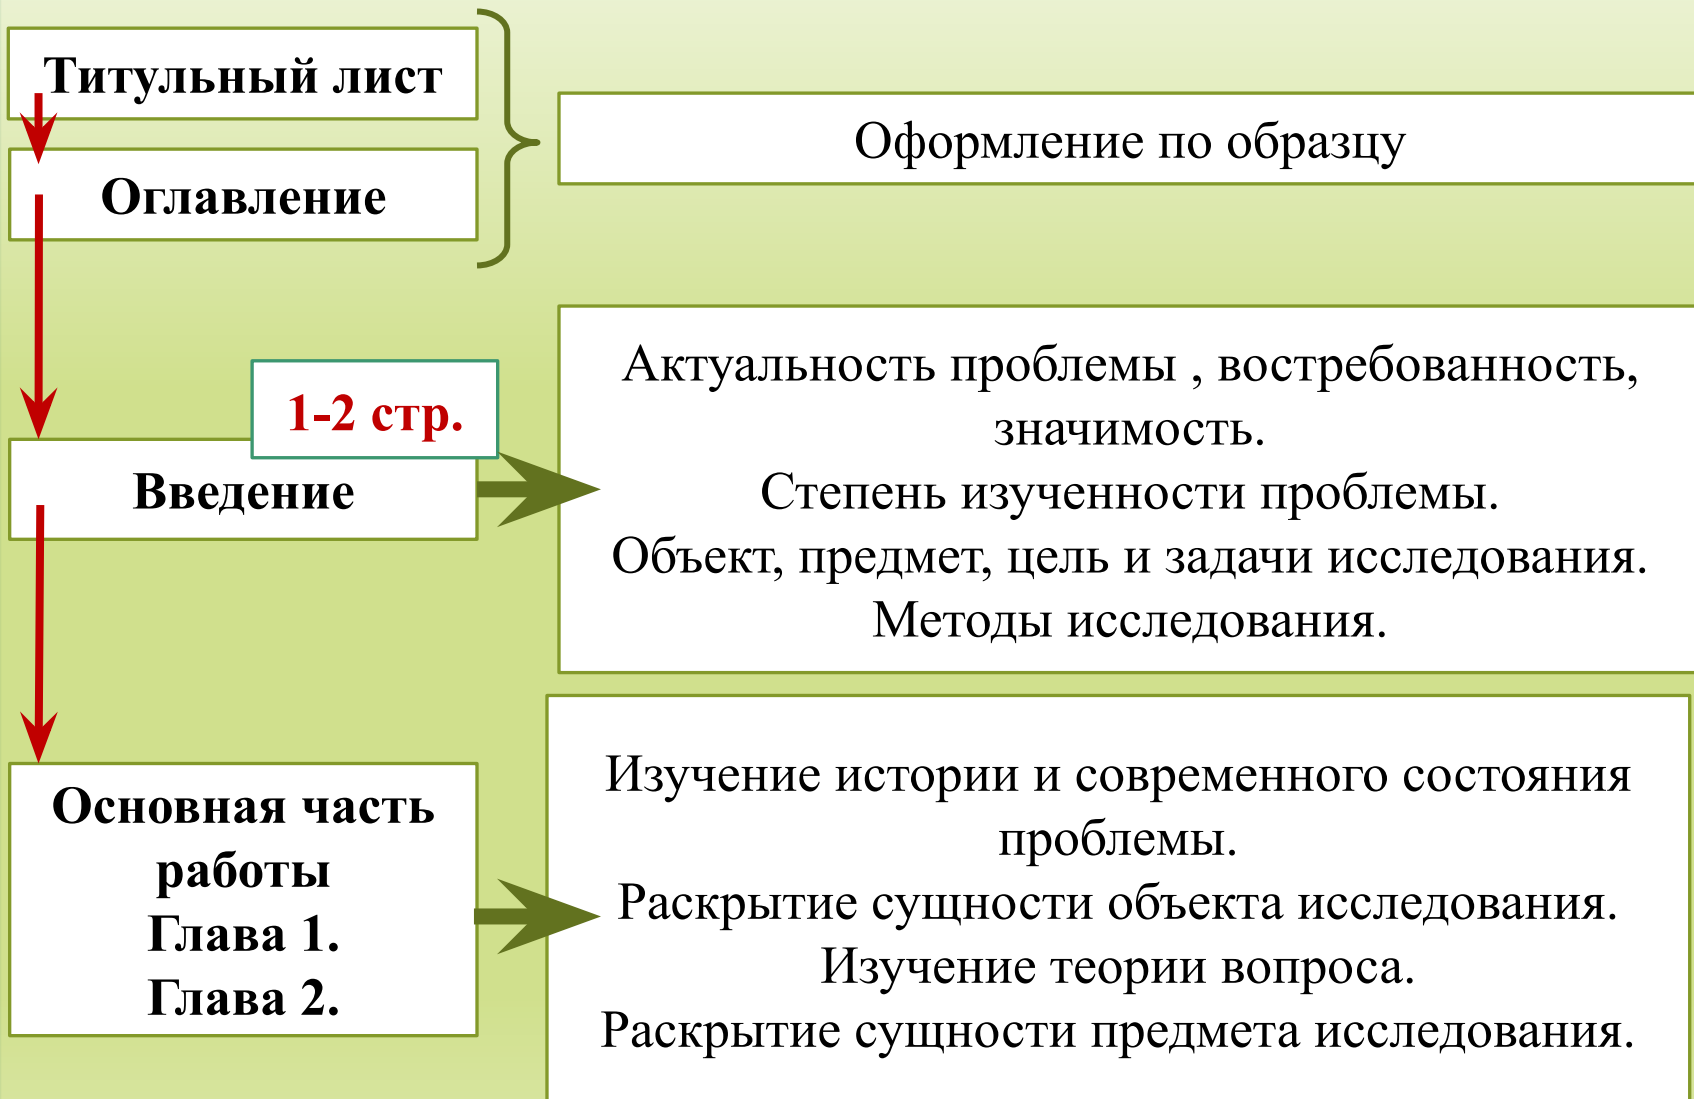 Титульный лист
Оглавление
Оформление по образцу
1-2 стр.
Введение
Актуальность проблемы , востребованность,
значимость.
Степень изученности проблемы.
Объект, предмет, цель и задачи исследования.
Методы исследования.
Основная часть
работы
Глава 1.
Глава 2.
Изучение истории и современного состояния
проблемы.
Раскрытие сущности объекта исследования.
Изучение теории вопроса.
Раскрытие сущности предмета исследования.